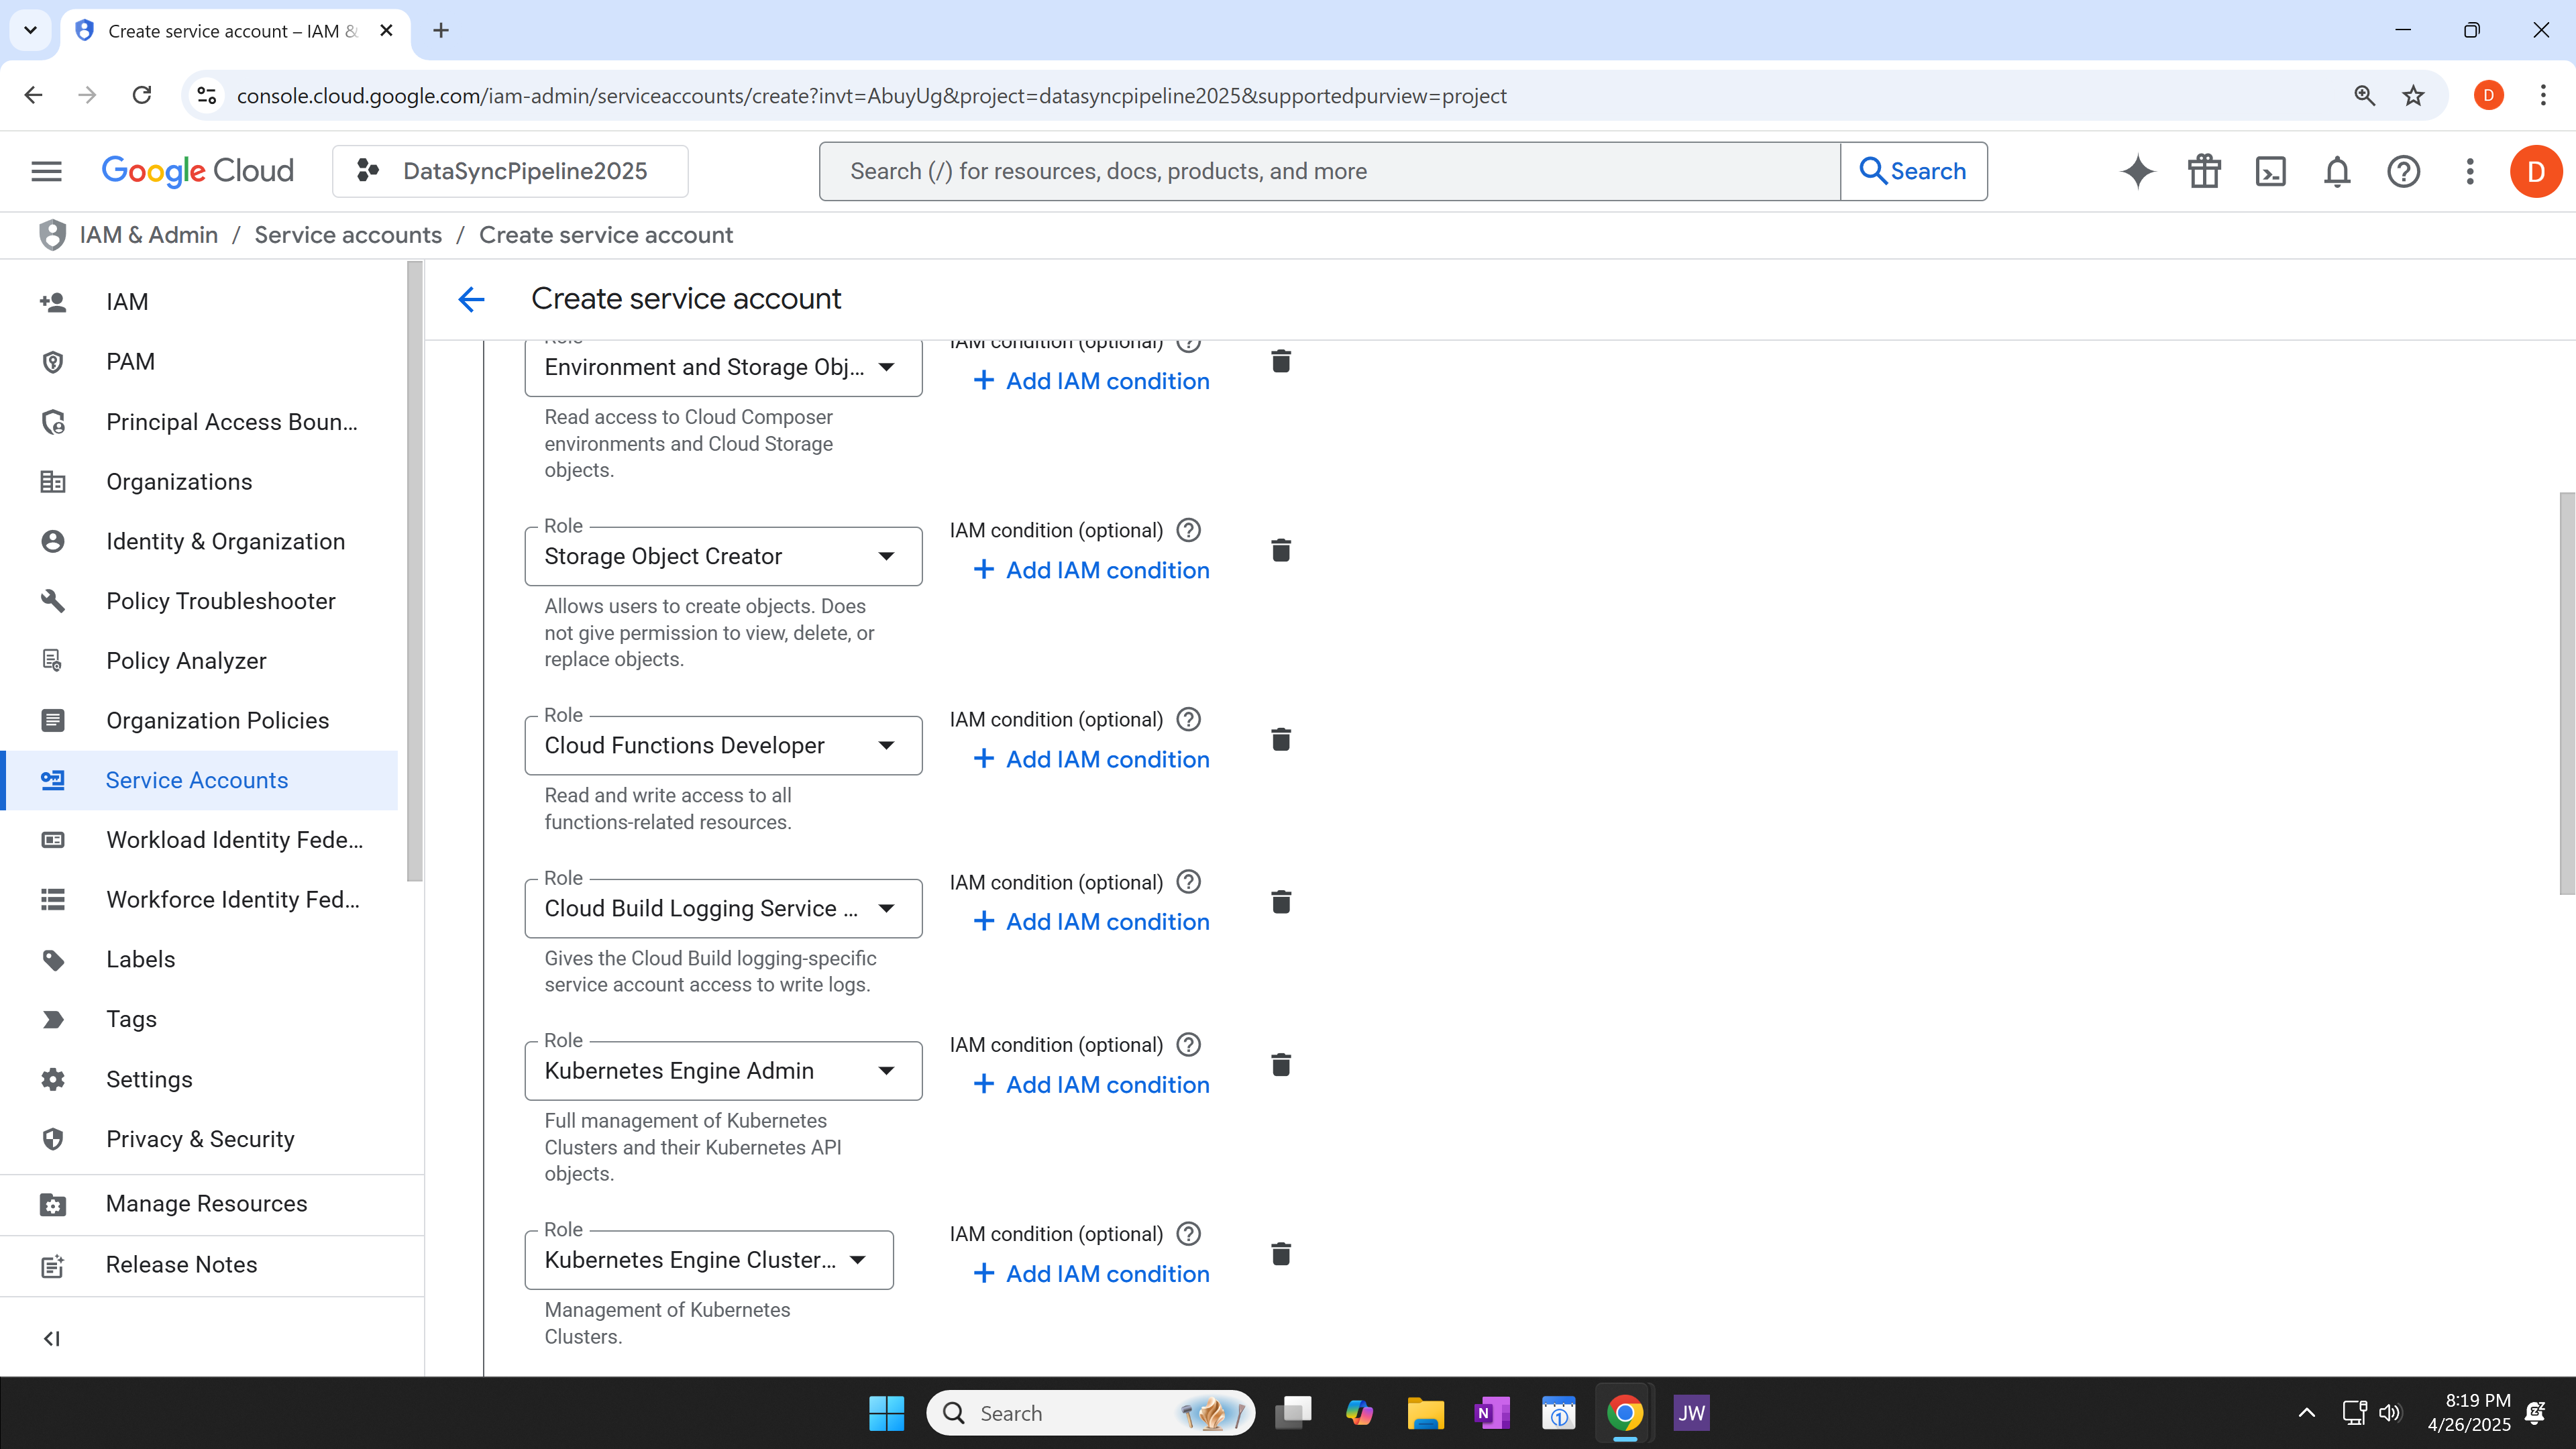 Create service account – IAM &
console.cloud.google.com/iam-admin/serviceaccounts/create?invt=AbuyUg&project=datasyncpipeline2025&supportedpurview=project
D
Google Cloud
DataSyncPipeline2025
Search (/) for resources, docs, products, and more
Search
D
IAM & Admin / Service accounts / Create service account
IAM
PAM
Principal Access Boun...
Organizations
Identity & Organization
Policy Troubleshooter
Policy Analyzer
Organization Policies
Service Accounts
Workload Identity Fede...
Workforce Identity Fed...
Labels
Tags
Settings
Privacy & Security
Manage Resources
Release Notes
Create service account
Role
IAM condition (optional)
Environment and Storage Obj...
Add IAM condition
Read access to Cloud Composer
environments and Cloud Storage
objects.
Role
IAM condition (optional)
Storage Object Creator
Add IAM condition
Allows users to create objects. Does
not give permission to view, delete, or
replace objects.
Role
IAM condition (optional)
Cloud Functions Developer
Add IAM condition
Read and write access to all
functions-related resources.
Role
IAM condition (optional)
Cloud Build Logging Service ...
Add IAM condition
Gives the Cloud Build logging-specific
service account access to write logs.
Role
IAM condition (optional)
Kubernetes Engine Admin
Add IAM condition
Full management of Kubernetes
Clusters and their Kubernetes API
objects.
Role
IAM condition (optional)
Kubernetes Engine Cluster...
Add IAM condition
Management of Kubernetes
Clusters.
Search
N
1
JW
8:19 PM
4/26/2025